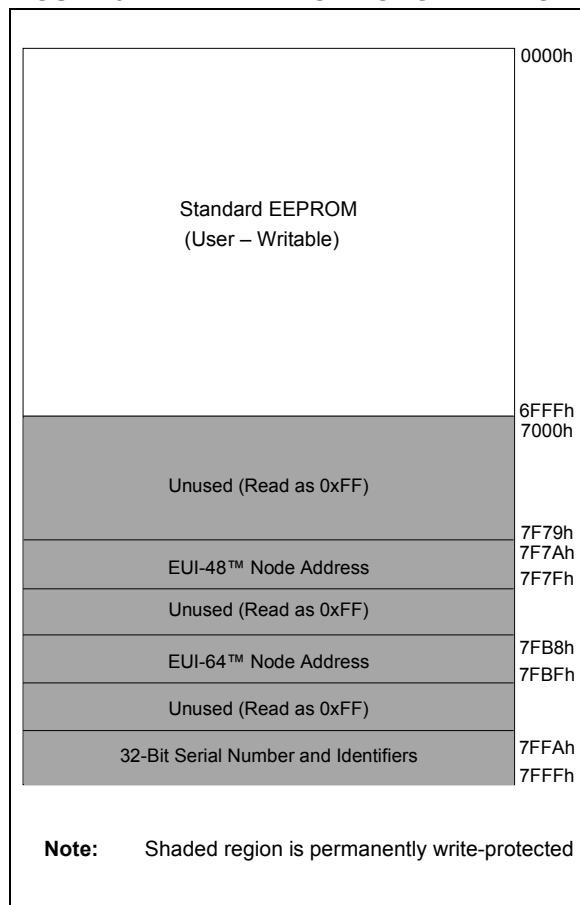 0000h
Standard EEPROM
(User – Writable)
6FFFh
7000h
Unused (Read as 0xFF)
7F79h
7F7Ah
EUI-48™ Node Address
7F7Fh
Unused (Read as 0xFF)
7FB8h
EUI-64™ Node Address
7FBFh
Unused (Read as 0xFF)
7FFAh
32-Bit Serial Number and Identifiers
7FFFh
Note: Shaded region is permanently write-protected